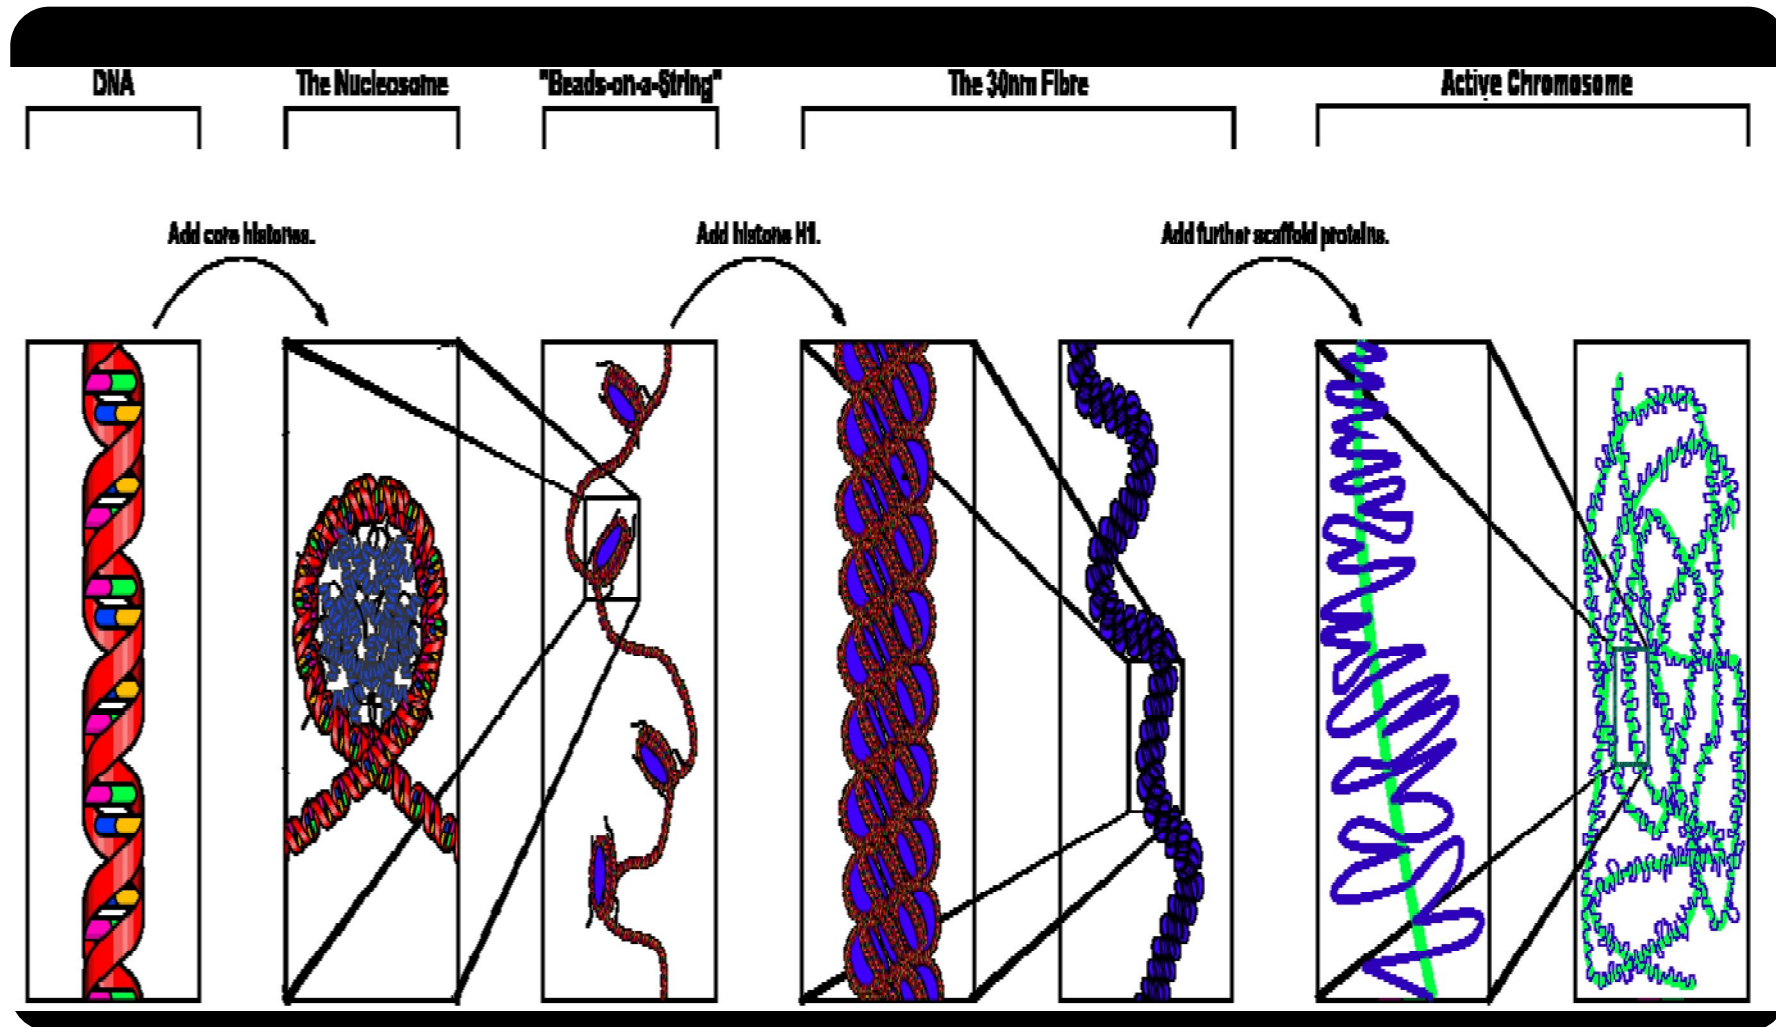 DNA
The Nucleosome
"Beads-on-a-String"
The 30nm Fibre
Active Chromosome
Add core histones.
Add histone H1.
Add further scaffold proteins.